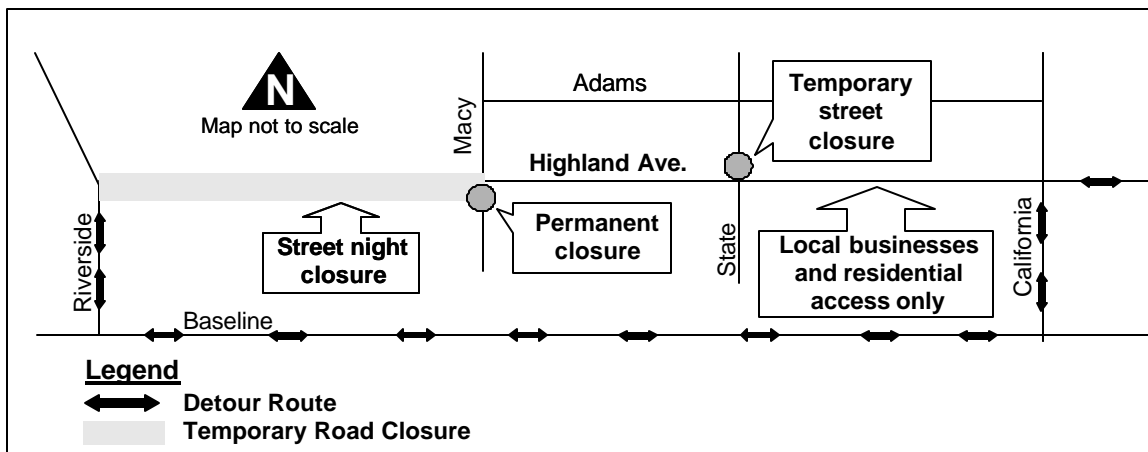 N
Map not to scale
Macy
Adams
Temporary
street
closure
Highland Ave.
Riverside
Street night
closure
Permanent
closure
State
Local businesses
and residential
access only
California
Baseline
Legend
Detour Route
Temporary Road Closure